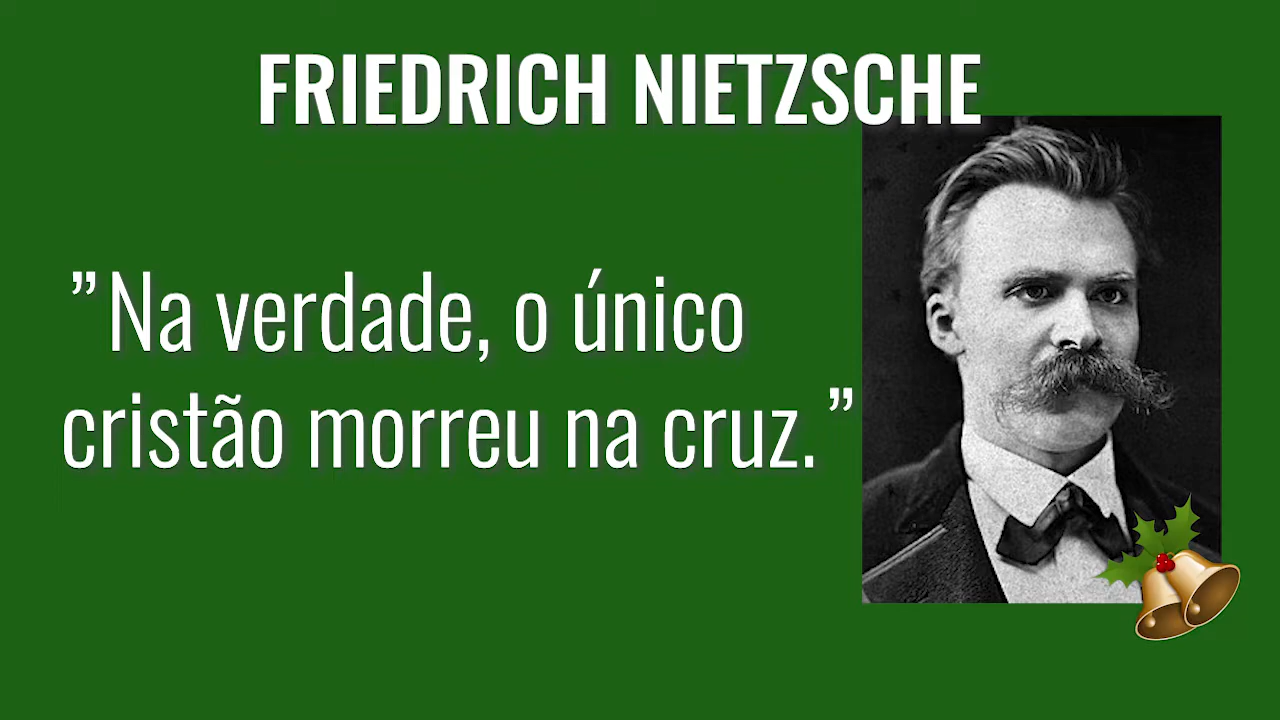 FRIEDRICH NIETZSCHE
”Na verdade, o único
cristão morreu na cruz.”